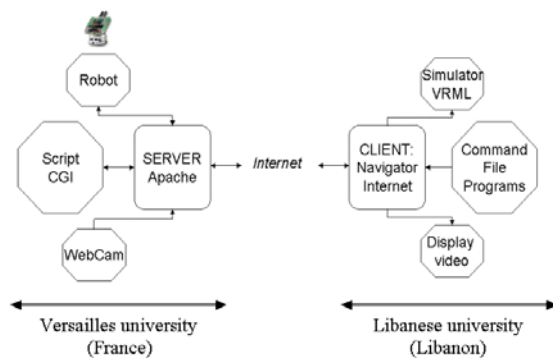 Robot
Script
CGI
SERVER
Apache
WebCam
Internet
CLIENT:
Navigator
Internet
Simulator
VRML
Command
File
Programs
Display
video
Versailles university
(France)
Libanese university
(Libanon)